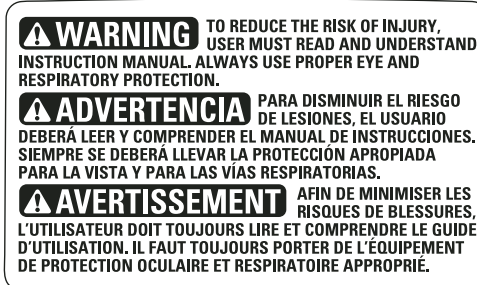 WARNING TO REDUCE THE RISK OF INJURY,
USER MUST READ AND UNDERSTAND
INSTRUCTION MANUAL. ALWAYS USE PROPER EYE AND
RESPIRATORY PROTECTION.
ADVERTENCIA PARA DISMINUIR EL RIESGO
DE LESIONES, EL USUARIO
DEBERÁ LEER Y COMPRENDER EL MANUAL DE INSTRUCCIONES.
SIEMPRE SE DEBERÁ LLEVAR LA PROTECCIÓN APROPIADA
PARA LA VISTA Y PARA LAS VÍAS RESPIRATORIAS.
AVERTISSEMENT AFIN DE MINIMISER LES
RISQUES DE BLESSURES,
L'UTILISATEUR DOIT TOUJOURS LIRE ET COMPRENDRE LE GUIDE
D'UTILISATION. IL FAUT TOUJOURS PORTER DE L'ÉQUIPEMENT
DE PROTECTION OCULAIRE ET RESPIRATOIRE APPROPRIÉ.